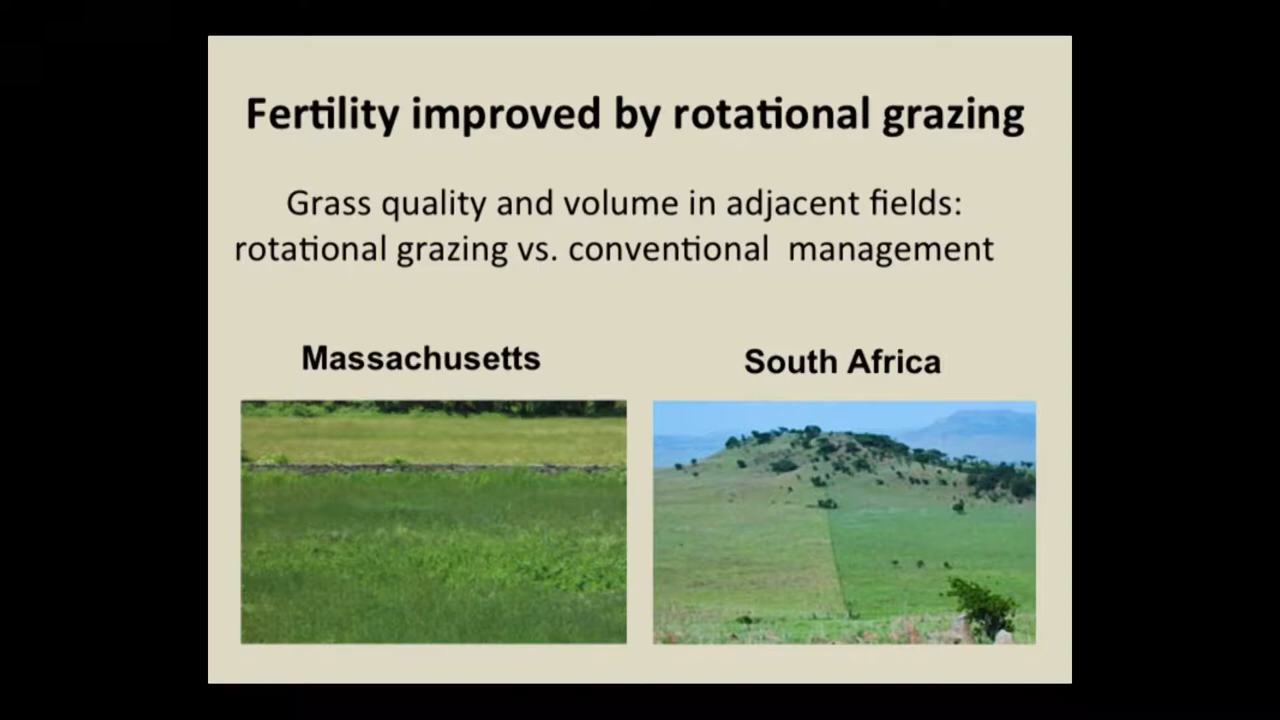 Fertility improved by rotational grazing
Grass quality and volume in adjacent fields:
rotational grazing vs. conventional management
Massachusetts
South Africa